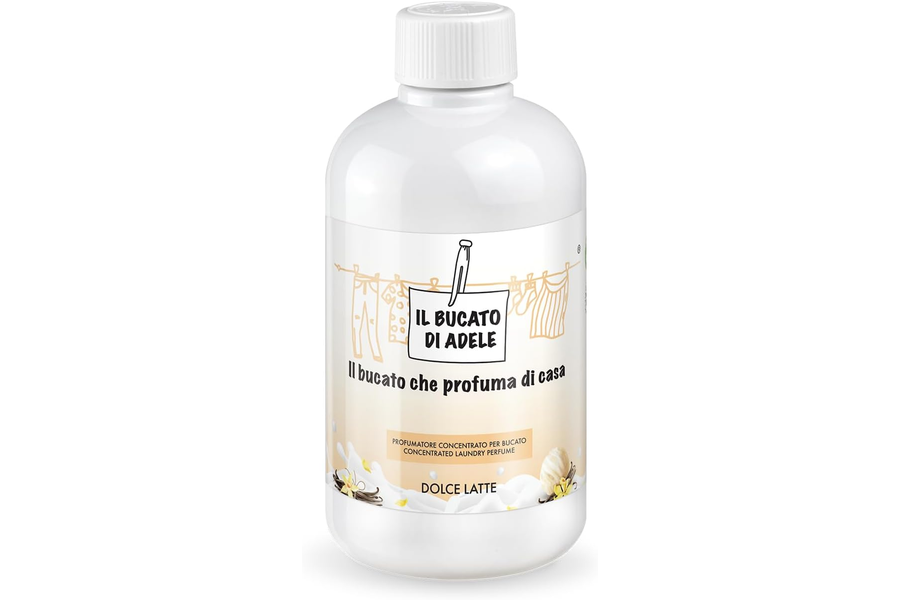 ®
IL BUCATO
DI ADELE
Il bucato che profuma di casa
PROFUMATORE CONCENTRATO PER BUCATO
CONCENTRATED LAUNDRY PERFUME
DOLCE LATTE